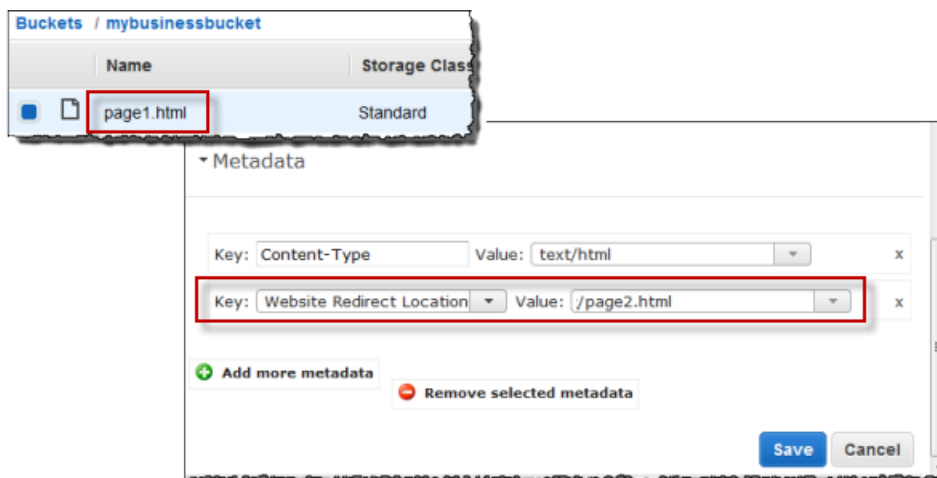 Buckets / mybusinessbucket
Name Storage Class
page1.html Standard
Metadata
Key: Content-Type Value: text/html x
Key: Website Redirect Location Value: /page2.html x
Add more metadata
Remove selected metadata
Save Cancel